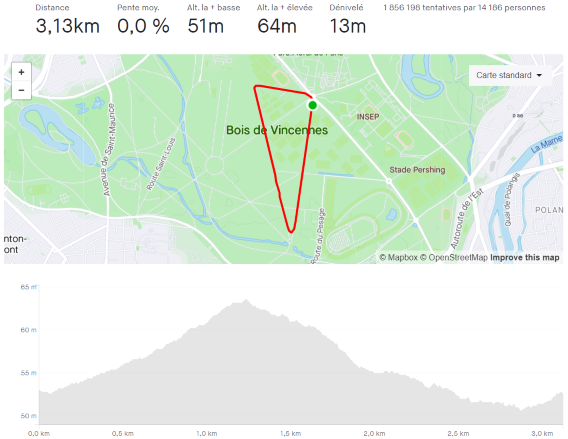 Distance Pente moy. Alt. la + basse Alt. la + élevée Dénivelé 1 856 198 tentatives par 14 186 personnes
3,13km 0,0 % 51m 64m 13m
+
−
Carte standard
INSEP
Bois de Vincennes
Avenue de Saint-Maurice
Route Saint-Louis
Stade Pershing
La Marne
Route du Pesage
Autoroute de l'Est
Quai de Polangis
POLAN
nton-
ont
© Mapbox © OpenStreetMap Improve this map
65 m
60 m
55 m
50 m
0,0 km 0,5 km 1,0 km 1,5 km 2,0 km 2,5 km 3,0 km